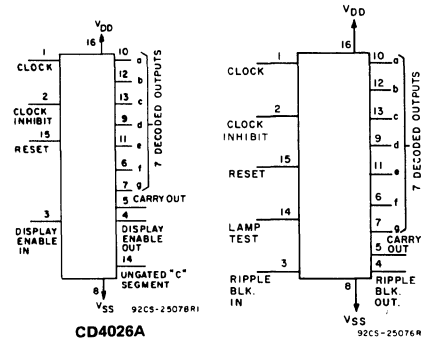 VDD
16
1
CLOCK
2
CLOCK
INHIBIT
15
RESET
3
DISPLAY
ENABLE
IN
10 a
12 b
13 c
9 d
11 e
6 f
7 g
7 DECODED OUTPUTS
5 CARRY OUT
4
DISPLAY
ENABLE
OUT
14
UNGATED "C"
SEGMENT
8
VSS
92CS-25078R1
CD4026A
VDD
16
1
CLOCK
2
CLOCK
INHIBIT
15
RESET
14
LAMP
TEST
3
RIPPLE
BLK.
IN
10 a
12 b
13 c
9 d
11 e
6 f
7 g
7 DECODED OUTPUTS
CARRY
5 OUT
4
RIPPLE
BLK.
OUT.
8
VSS
92CS-25076R